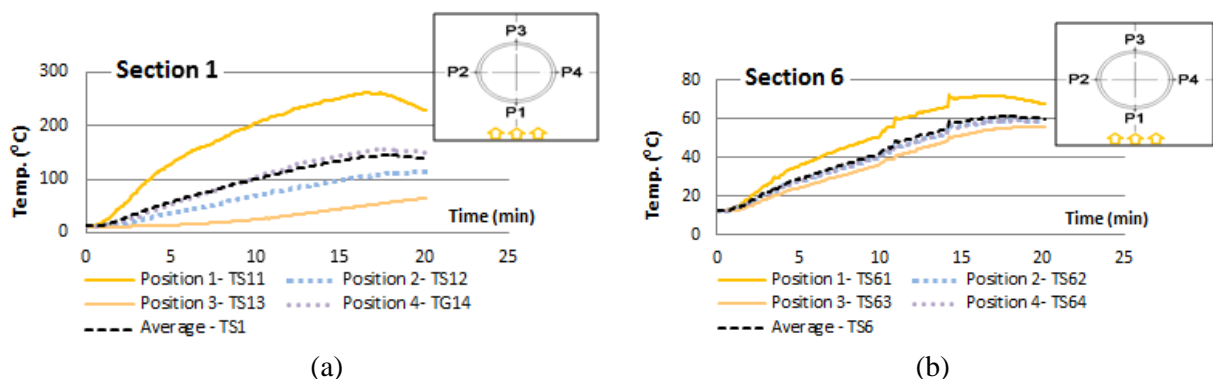 Section 1
Temp. (°C)
300
200
100
0
0 5 10 15 20 25
Time (min)
P3
P2 P4
P1
Position 1- TS11 Position 2- TS12
Position 3- TS13 Position 4- TG14
Average - TS1
(a)
Section 6
Temp. (°C)
80
60
40
20
0
0 5 10 15 20 25
Time (min)
P3
P2 P4
P1
Position 1- TS61 Position 2- TS62
Position 3- TS63 Position 4- TS64
Average - TS6
(b)